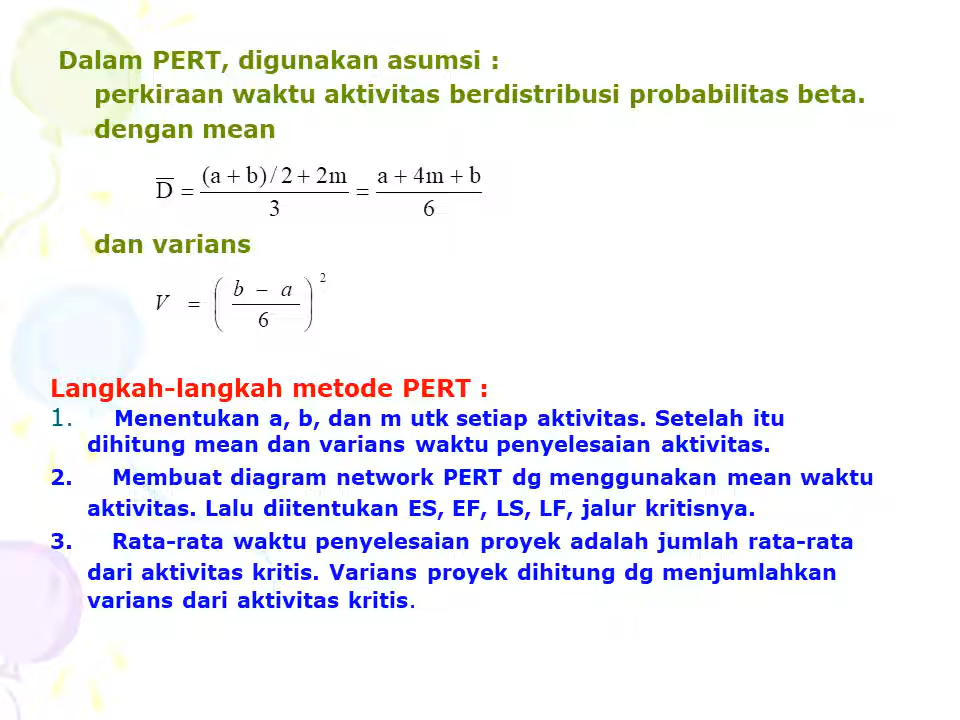 Dalam PERT, digunakan asumsi :
perkiraan waktu aktivitas berdistribusi probabilitas beta.
dengan mean
D̅ = ((a + b) / 2 + 2m) / 3 = (a + 4m + b) / 6
dan varians
V = ( (b − a) / 6 )²
Langkah-langkah metode PERT :
1. Menentukan a, b, dan m utk setiap aktivitas. Setelah itu
dihitung mean dan varians waktu penyelesaian aktivitas.
2. Membuat diagram network PERT dg menggunakan mean waktu
aktivitas. Lalu diitentukan ES, EF, LS, LF, jalur kritisnya.
3. Rata-rata waktu penyelesaian proyek adalah jumlah rata-rata
dari aktivitas kritis. Varians proyek dihitung dg menjumlahkan
varians dari aktivitas kritis.